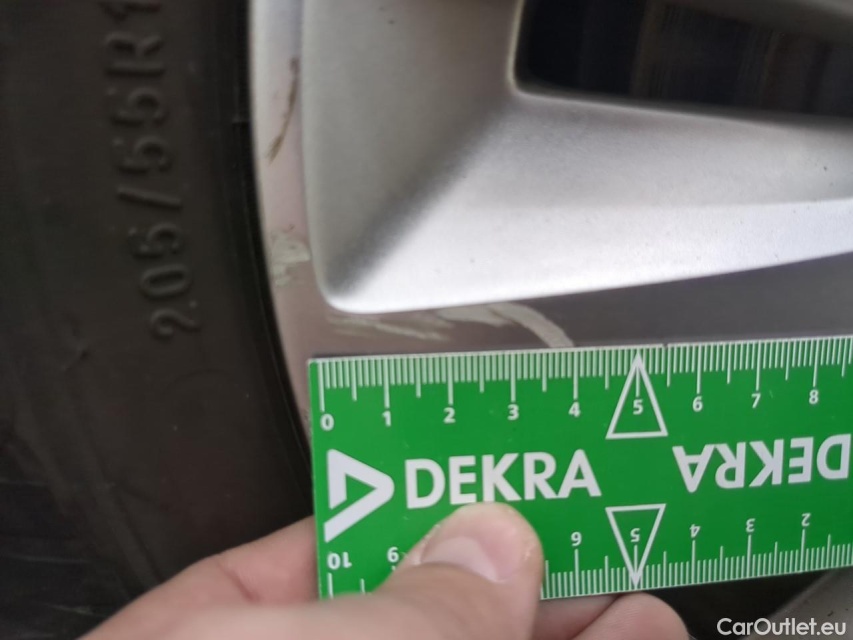 205/55R1
0 1 2 3 4 5 6 7 8
DEKRA DEKRA
10 9 6 5 4 3 2
CarOutlet.eu